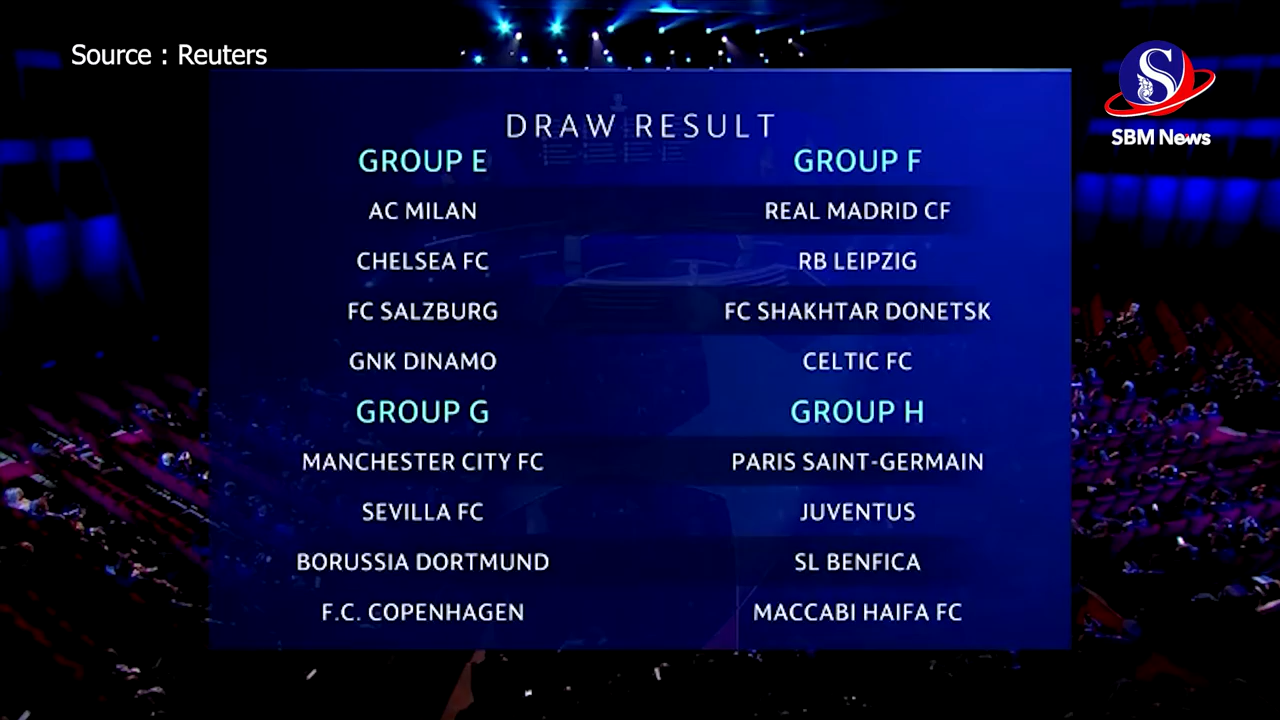 Source : Reuters
SBM News
DRAW RESULT
GROUP E
AC MILAN
CHELSEA FC
FC SALZBURG
GNK DINAMO
GROUP F
REAL MADRID CF
RB LEIPZIG
FC SHAKHTAR DONETSK
CELTIC FC
GROUP G
MANCHESTER CITY FC
SEVILLA FC
BORUSSIA DORTMUND
F.C. COPENHAGEN
GROUP H
PARIS SAINT-GERMAIN
JUVENTUS
SL BENFICA
MACCABI HAIFA FC